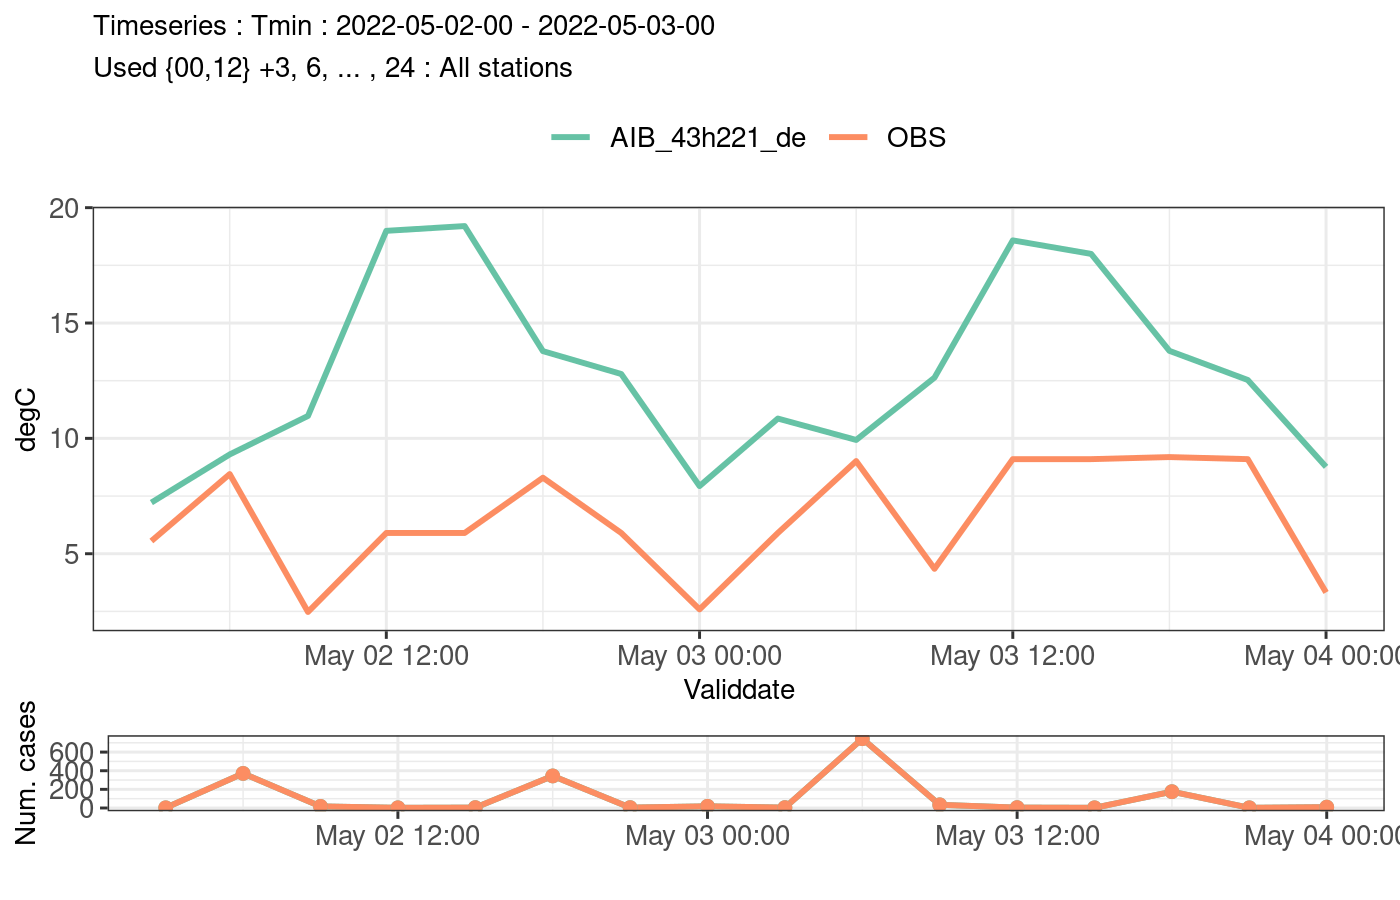 Timeseries : Tmin : 2022-05-02-00 - 2022-05-03-00
Used {00,12} +3, 6, ... , 24 : All stations
AIB_43h221_de OBS
20
15
10
5
degC
May 02 12:00 May 03 00:00 May 03 12:00 May 04 00:00
Validdate
600
400
200
0
Num. cases
May 02 12:00 May 03 00:00 May 03 12:00 May 04 00:00